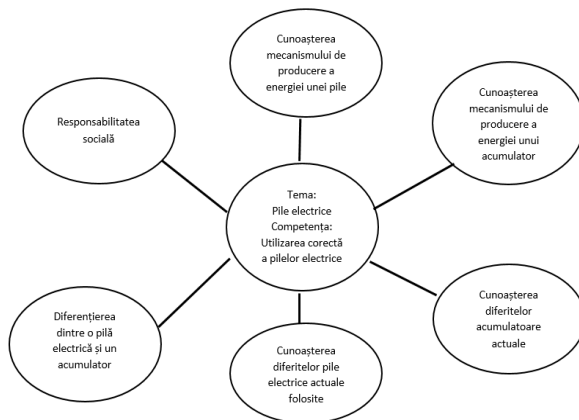 Cunoașterea
mecanismului de
producere a
energiei unei pile
Responsabilitatea
socială
Cunoașterea
mecanismului de
producere a
energiei unui
acumulator
Tema:
Pile electrice
Competența:
Utilizarea corectă
a pilelor electrice
Diferențierea
dintre o pilă
electrică și un
acumulator
Cunoașterea
diferitelor pile
electrice actuale
folosite
Cunoașterea
diferitelor
acumulatoare
actuale